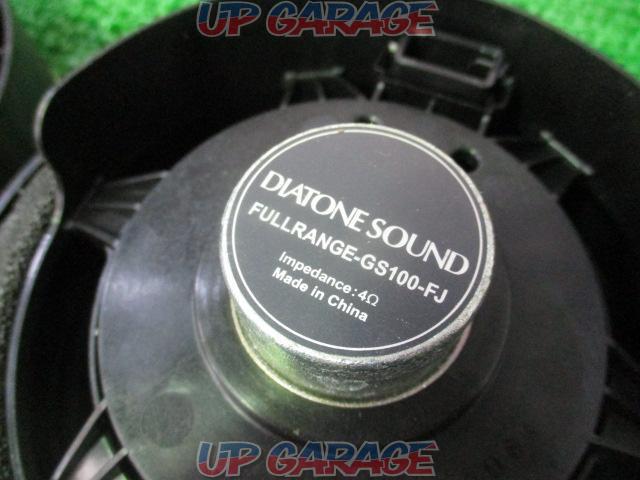 UP GARAGE
DIATONE SOUND
FULLRANGE-GS100-FJ
Impedance:4Ω
Made in China
UP GARAGE